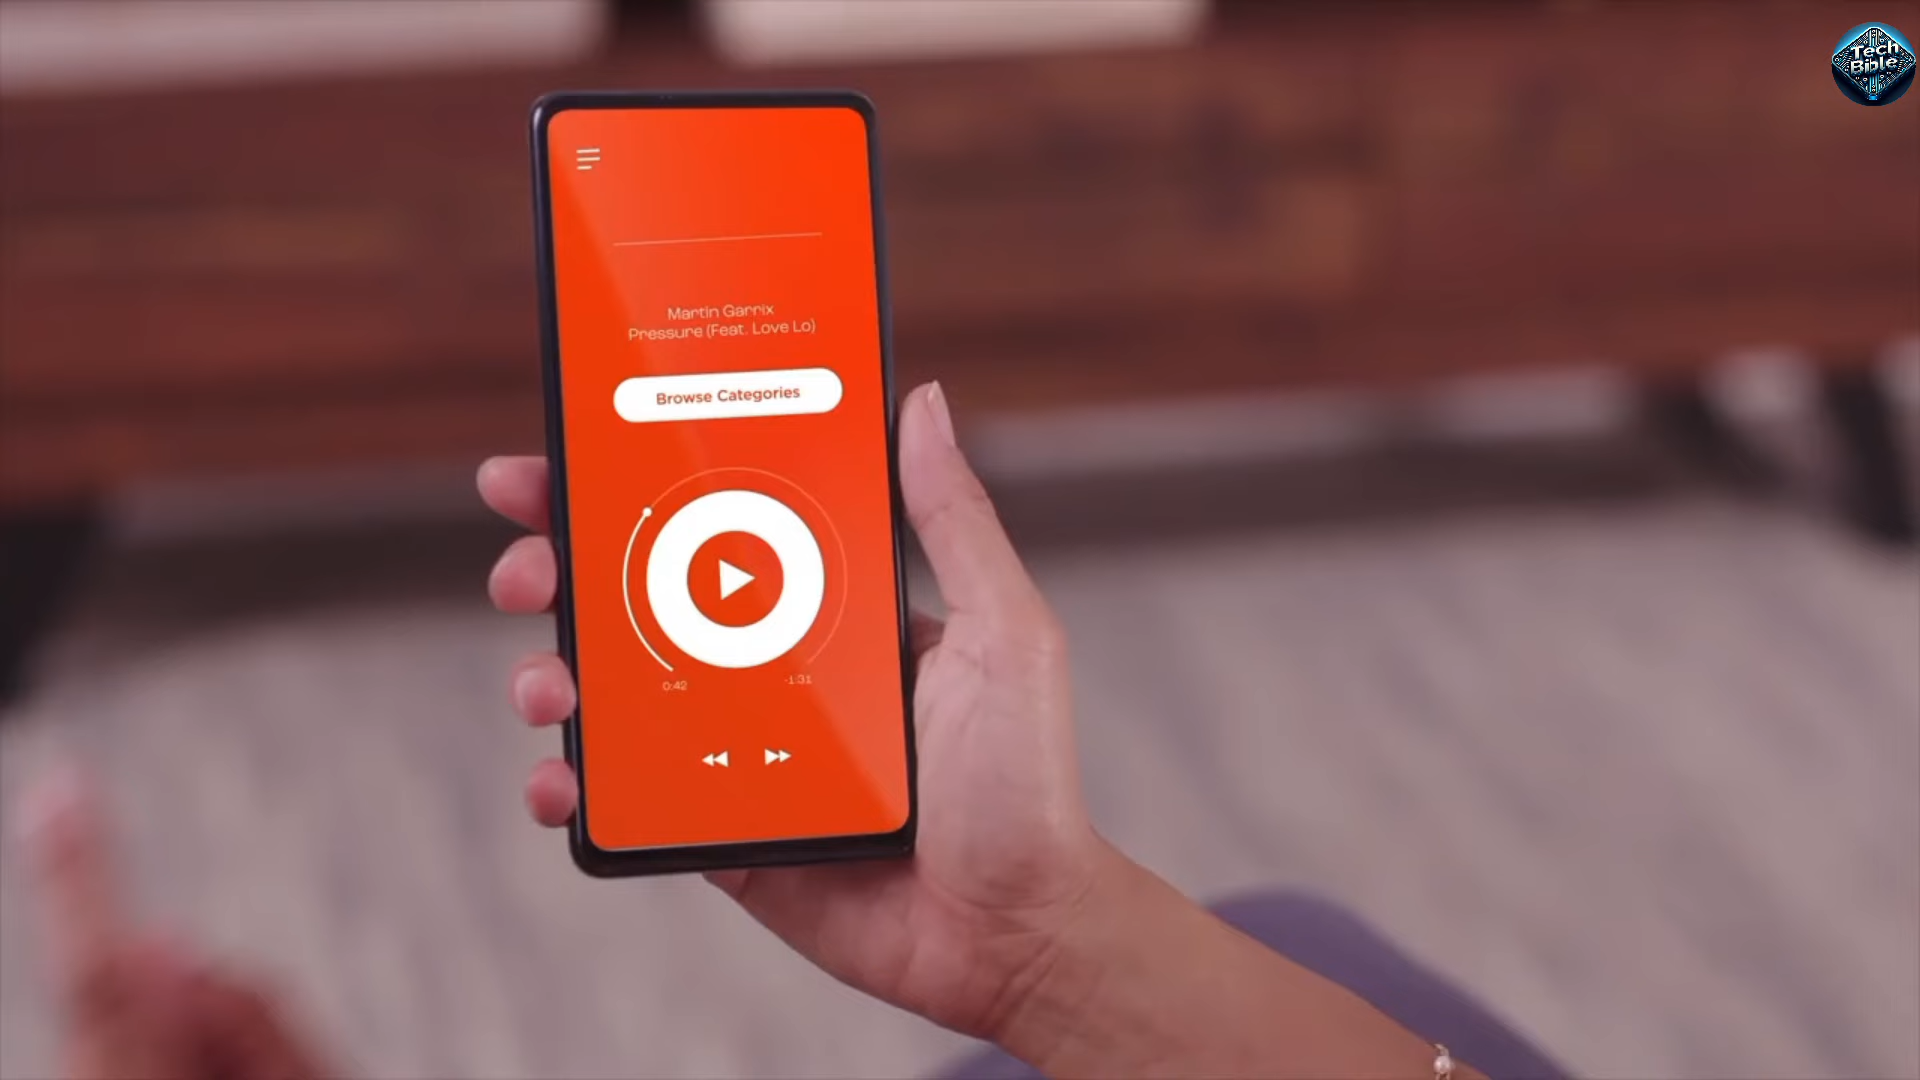 Tech
Bible
Martin Garrix
Pressure (Feat. Love Lo)
Browse Categories
0:42
-1:31